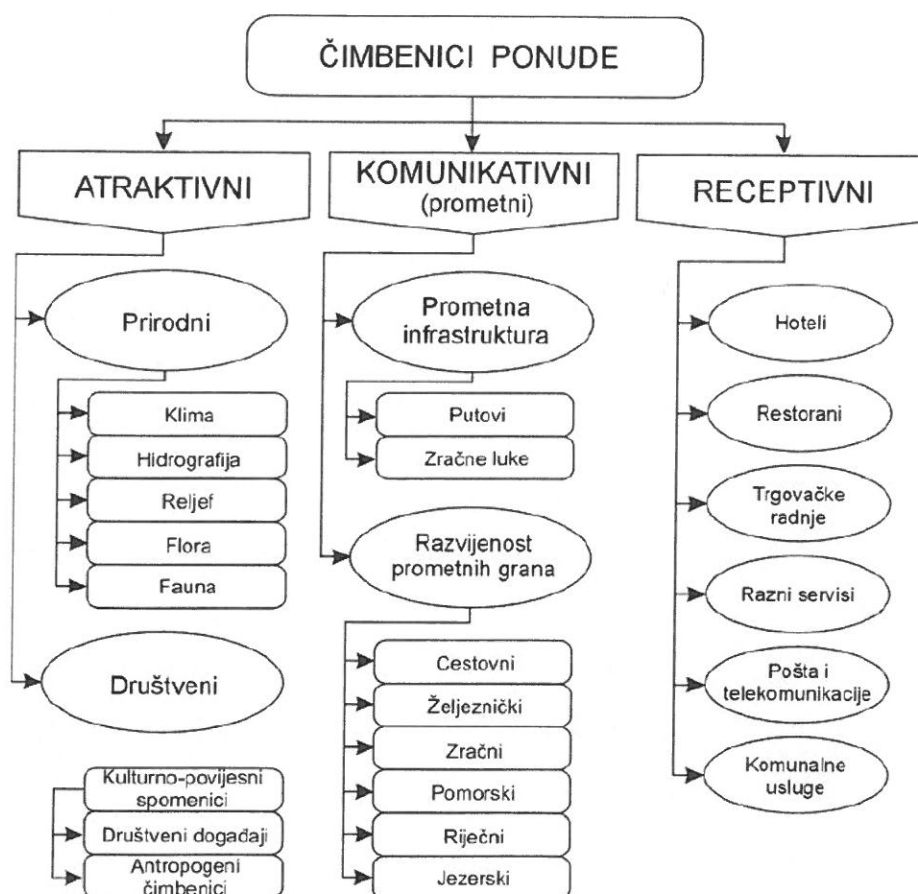 ČIMBENICI PONUDE
ATRAKTIVNI
Prirodni
Klima
Hidrografija
Reljef
Flora
Fauna
Društveni
Kulturno-povijesni
spomenici
Društveni događaji
Antropogeni
čimbenici
KOMUNIKATIVNI
(prometni)
Prometna
infrastruktura
Putovi
Zračne luke
Razvijenost
prometnih grana
Cestovni
Željeznički
Zračni
Pomorski
Riječni
Jezerski
RECEPTIVNI
Hoteli
Restorani
Trgovačke
radnje
Razni servisi
Pošta i
telekomunikacije
Komunalne
usluge